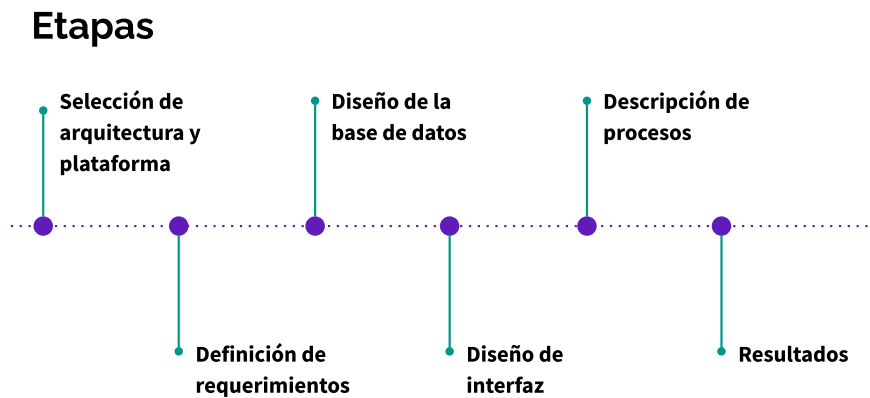 Etapas
Selección de
arquitectura y
plataforma
Definición de
requerimientos
Diseño de la
base de datos
Diseño de
interfaz
Descripción de
procesos
Resultados